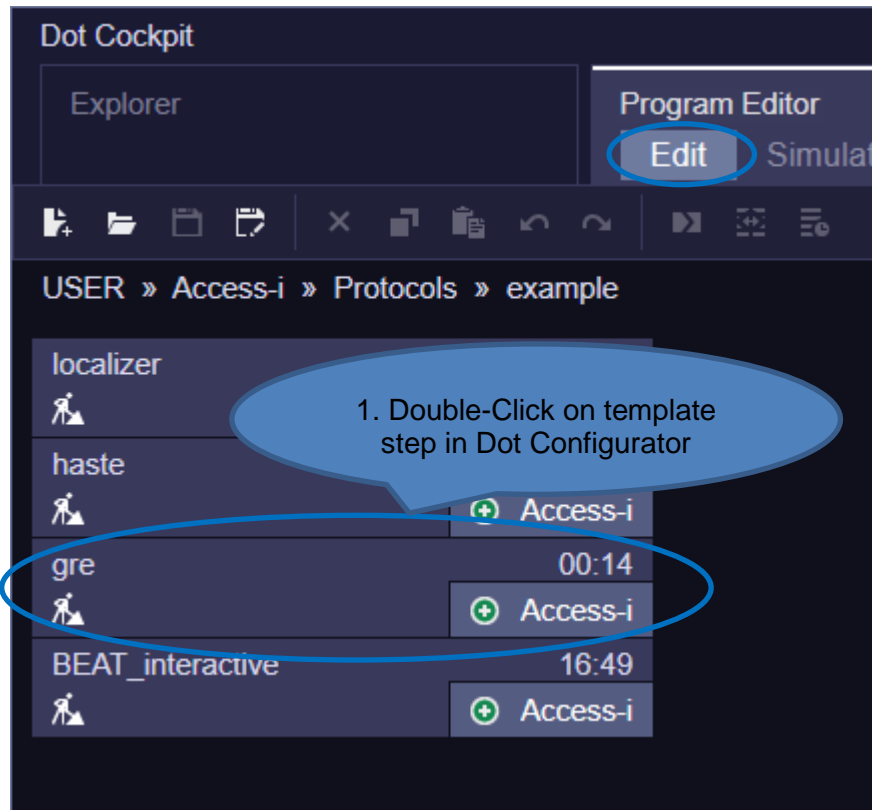 Dot Cockpit
Explorer
Program Editor
Edit Simulat
USER » Access-i » Protocols » example
localizer
1. Double-Click on template
step in Dot Configurator
haste
Access-i
gre 00:14
Access-i
BEAT_interactive 16:49
Access-i